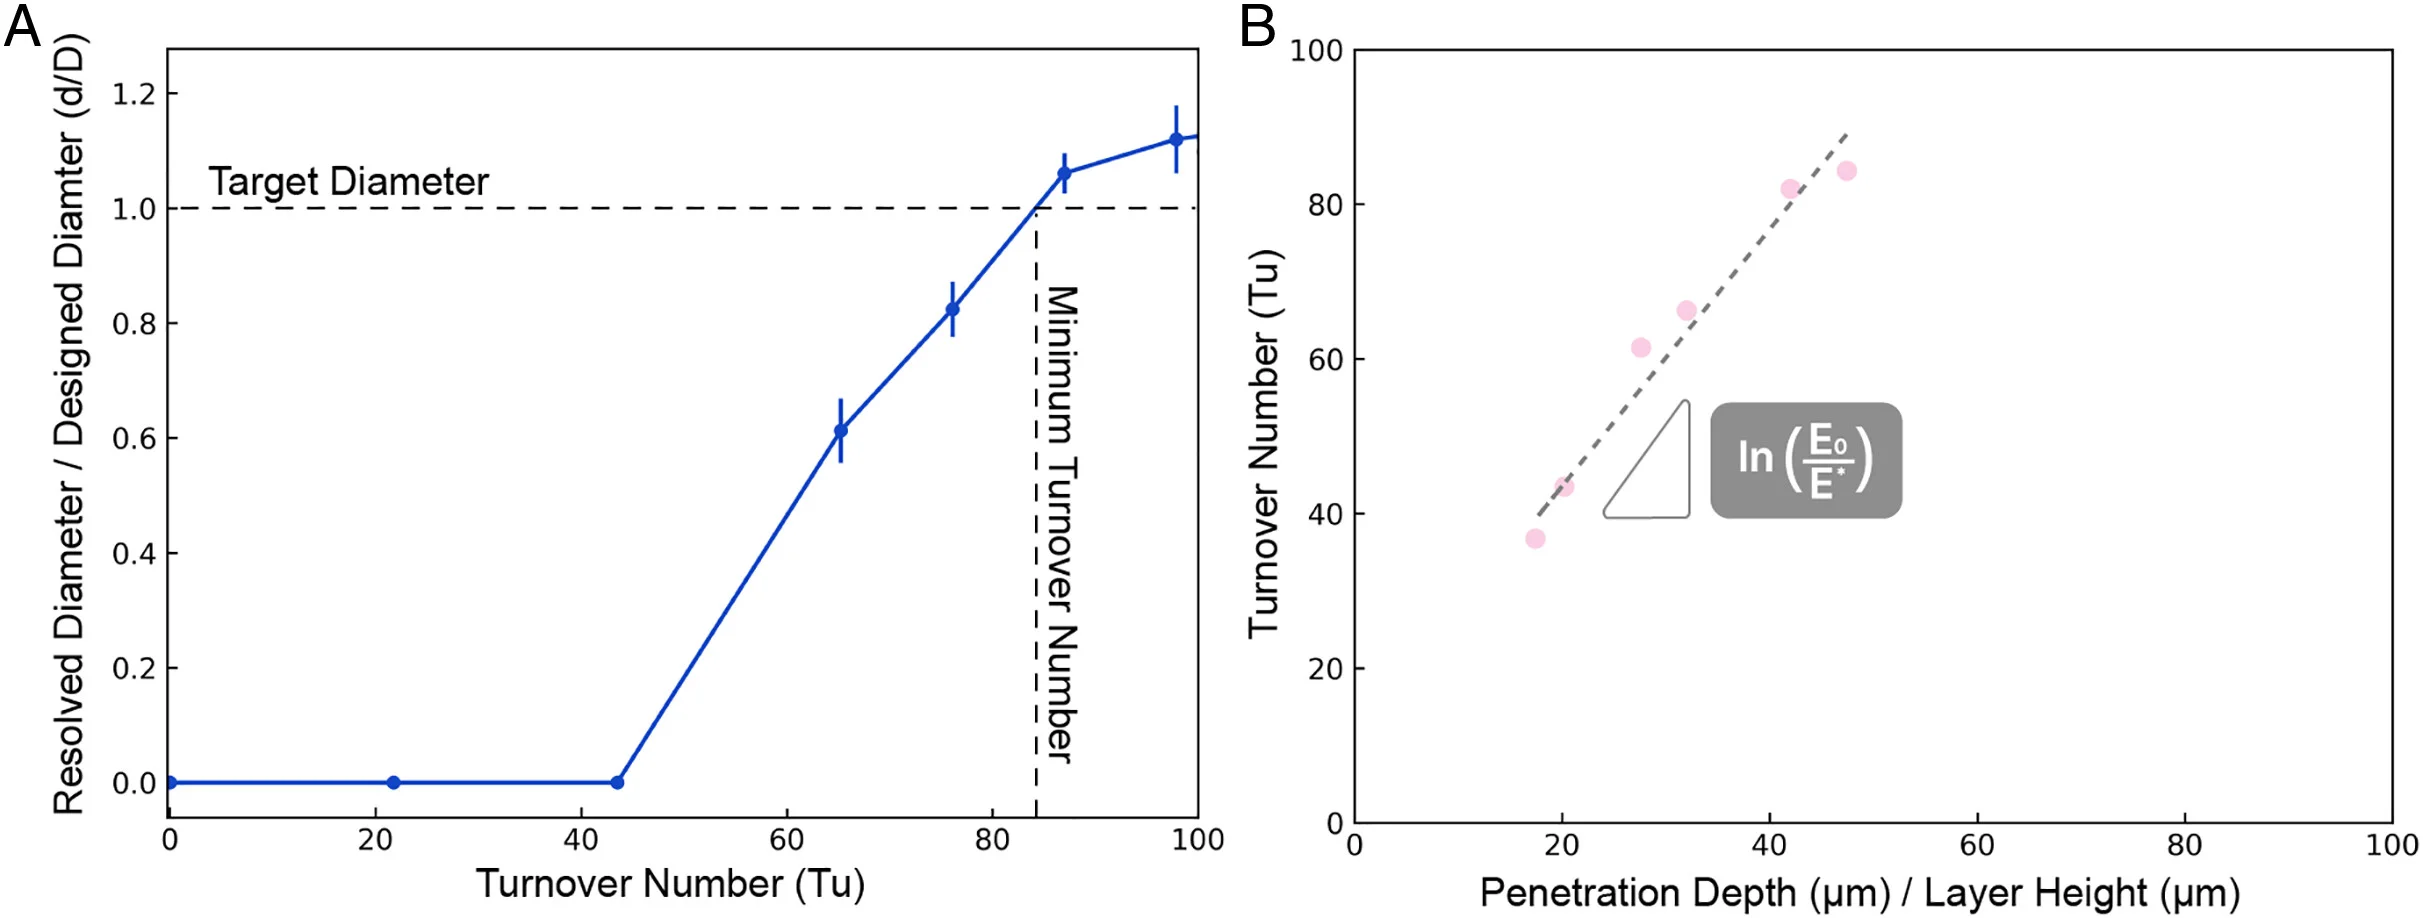 A
Resolved Diameter / Designed Diamter (d/D)
1.2
1.0
0.8
0.6
0.4
0.2
0.0
Target Diameter
Minimum Turnover Number
0 20 40 60 80 100
Turnover Number (Tu)
B
Turnover Number (Tu)
100
80
60
40
20
0
ln(E₀/E*)
0 20 40 60 80 100
Penetration Depth (μm) / Layer Height (μm)